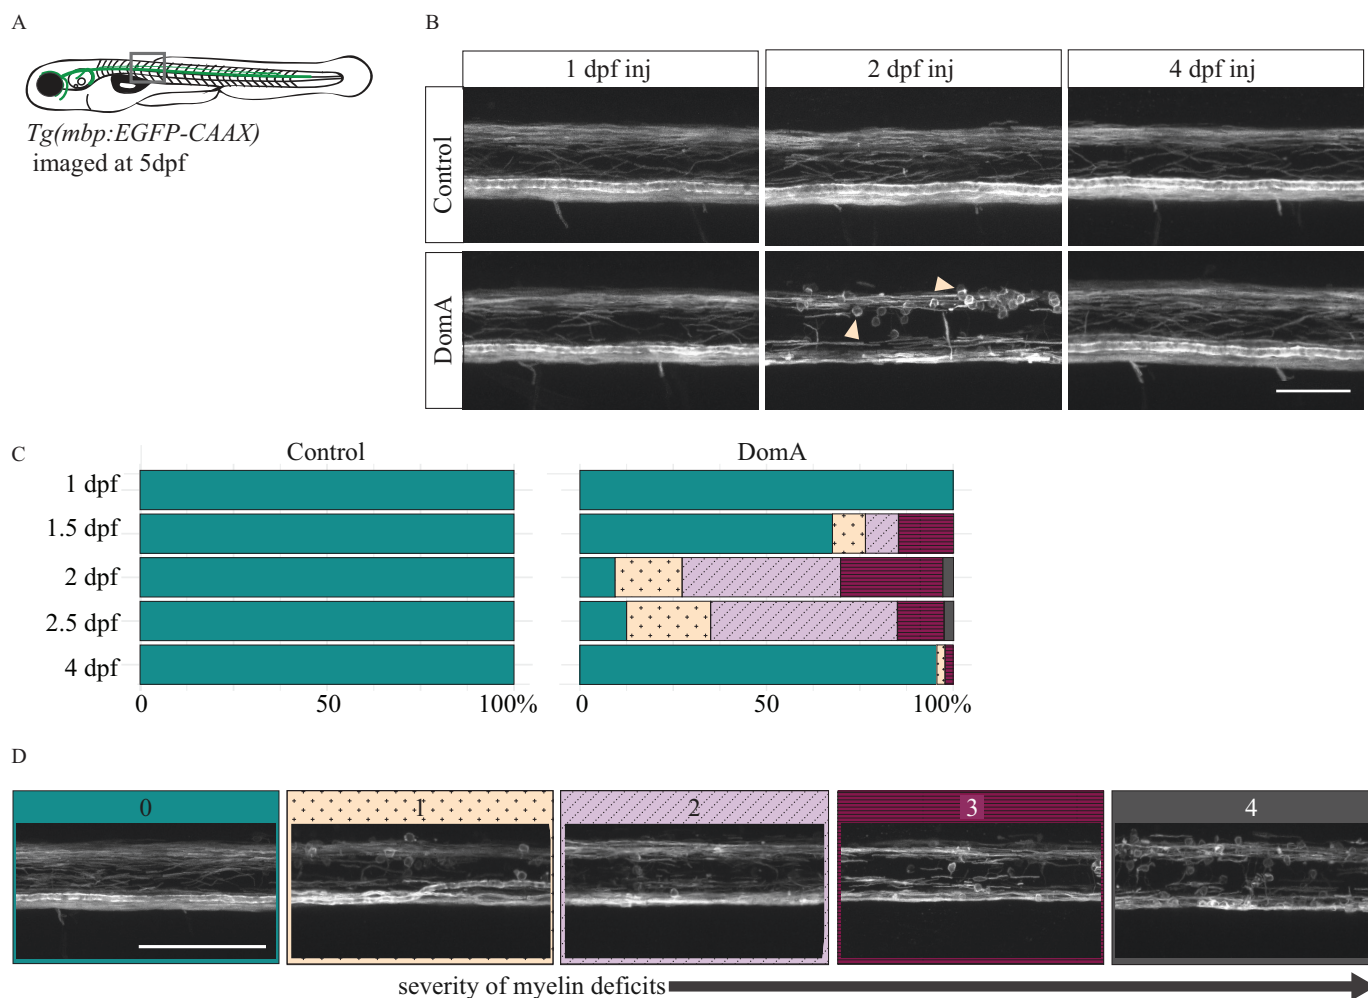 A
Tg(mbp:EGFP-CAAX)
imaged at 5dpf
B
1 dpf inj
2 dpf inj
4 dpf inj
Control
DomA
C
Control
DomA
1 dpf
1.5 dpf
2 dpf
2.5 dpf
4 dpf
0 50 100%
0 50 100%
D
0
1
2
3
4
severity of myelin deficits